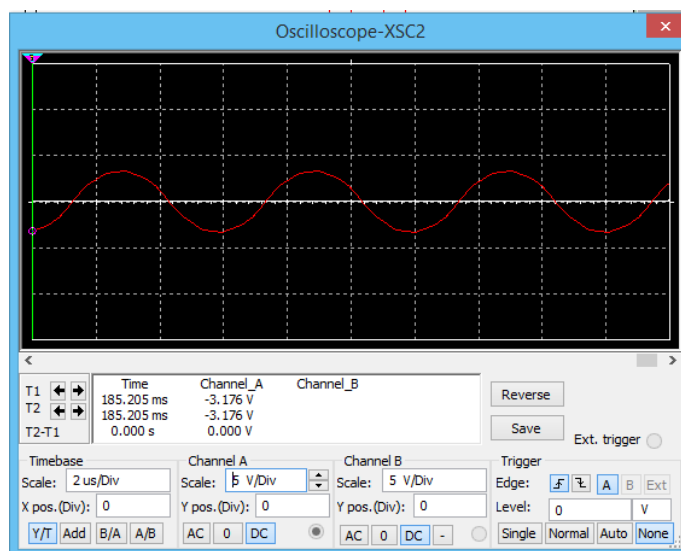 Oscilloscope-XSC2
Time Channel_A Channel_B
T1 185.205 ms -3.176 V
T2 185.205 ms -3.176 V
T2-T1 0.000 s 0.000 V
Reverse
Save
Ext. trigger
Timebase
Scale: 2 us/Div
X pos.(Div): 0
Y/T Add B/A A/B
Channel A
Scale: 5 V/Div
Y pos.(Div): 0
AC 0 DC
Channel B
Scale: 5 V/Div
Y pos.(Div): 0
AC 0 DC -
Trigger
Edge: A B Ext
Level: 0 V
Single Normal Auto None